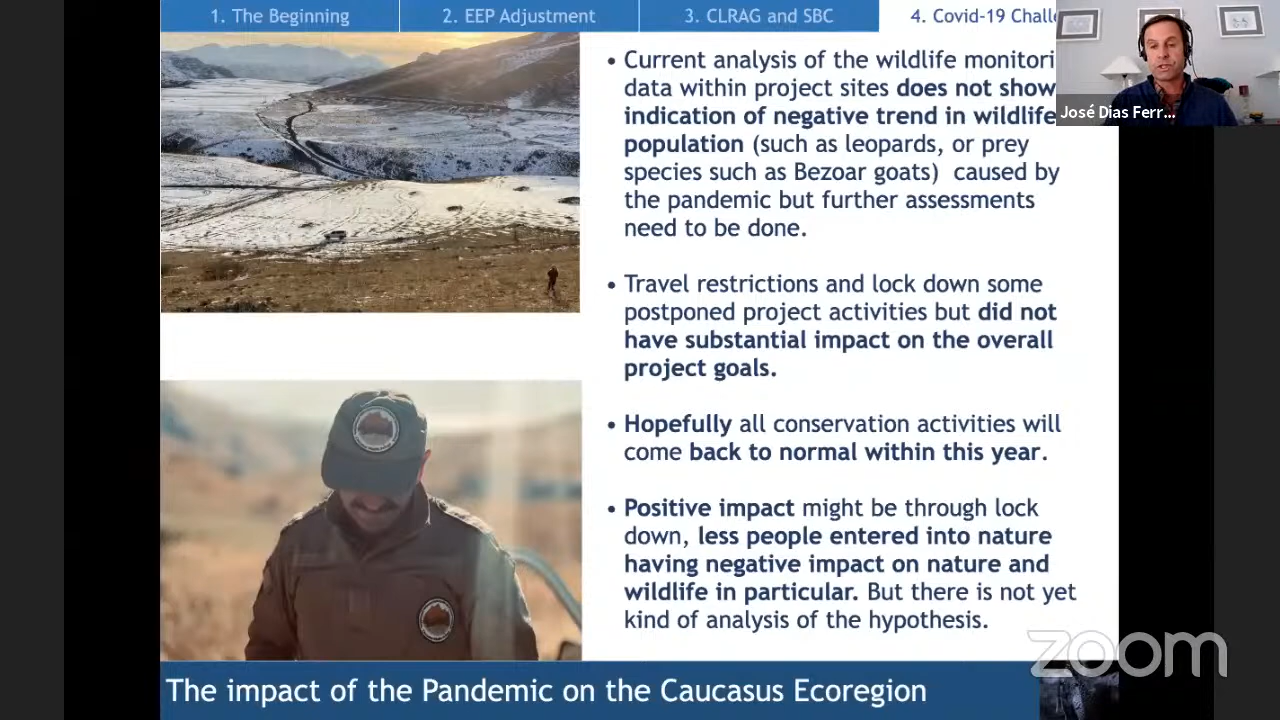 1. The Beginning
2. EEP Adjustment
3. CLRAG and SBC
4. Covid-19 Challe
José Dias Ferr...
• Current analysis of the wildlife monitori
data within project sites does not show
indication of negative trend in wildlife
population (such as leopards, or prey
species such as Bezoar goats) caused by
the pandemic but further assessments
need to be done.
• Travel restrictions and lock down some
postponed project activities but did not
have substantial impact on the overall
project goals.
• Hopefully all conservation activities will
come back to normal within this year.
• Positive impact might be through lock
down, less people entered into nature
having negative impact on nature and
wildlife in particular. But there is not yet
kind of analysis of the hypothesis.
zoom
The impact of the Pandemic on the Caucasus Ecoregion